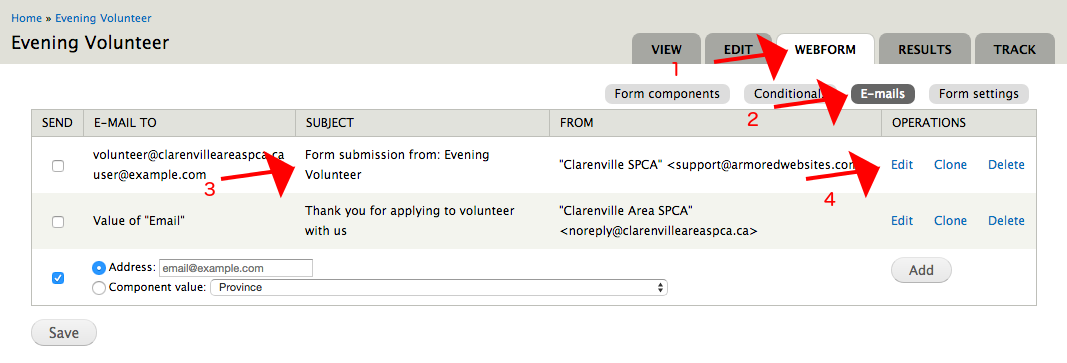 Home » Evening Volunteer
Evening Volunteer
VIEW EDIT WEBFORM RESULTS TRACK
1
Form components Conditionals E-mails Form settings
2
SEND E-MAIL TO SUBJECT FROM OPERATIONS
volunteer@clarenvilleareaspca.ca Form submission from: Evening
user@example.com Volunteer "Clarenville SPCA" <support@armoredwebsites.com Edit Clone Delete
3 4
Value of "Email" Thank you for applying to volunteer "Clarenville Area SPCA" Edit Clone Delete
with us <noreply@clarenvilleareaspca.ca>
Address: email@example.com Add
Component value: Province
Save